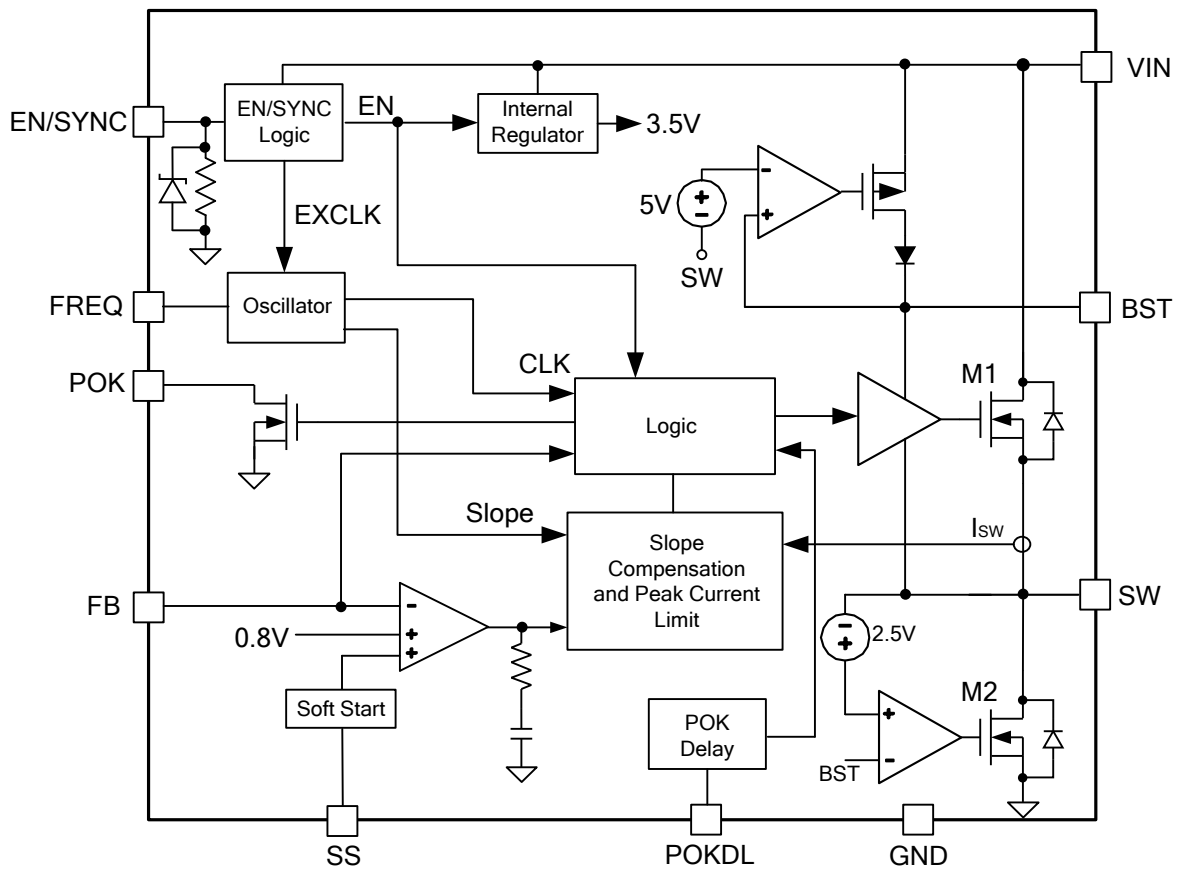 VIN
EN/SYNC
EN/SYNC
Logic
EN
Internal
Regulator
3.5V
5V
+
-
SW
-
+
EXCLK
FREQ
Oscillator
BST
POK
CLK
M1
Logic
Slope
Slope
Compensation
and Peak Current
Limit
ISW
FB
-
0.8V
+
+
SW
-
+
2.5V
Soft Start
POK
Delay
M2
+
BST
-
SS
POKDL
GND